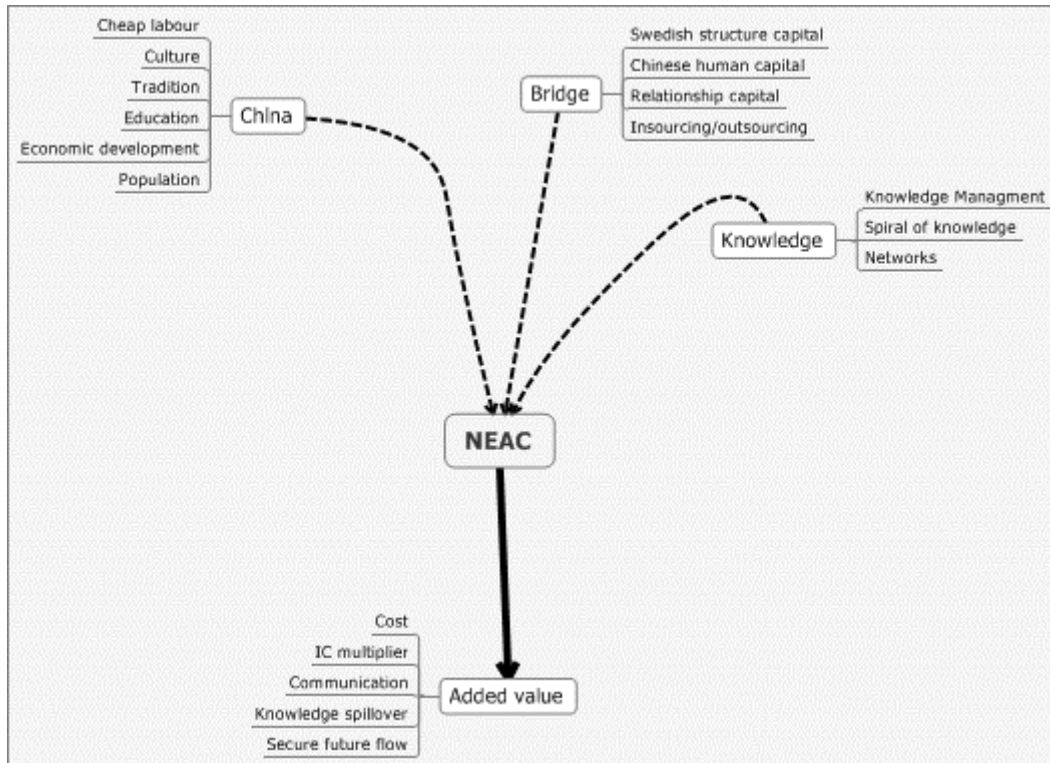 Cheap labour
Culture
Tradition
Education
Economic development
Population
China
Bridge
Swedish structure capital
Chinese human capital
Relationship capital
Insourcing/outsourcing
Knowledge
Knowledge Managment
Spiral of knowledge
Networks
NEAC
Cost
IC multiplier
Communication
Knowledge spillover
Secure future flow
Added value